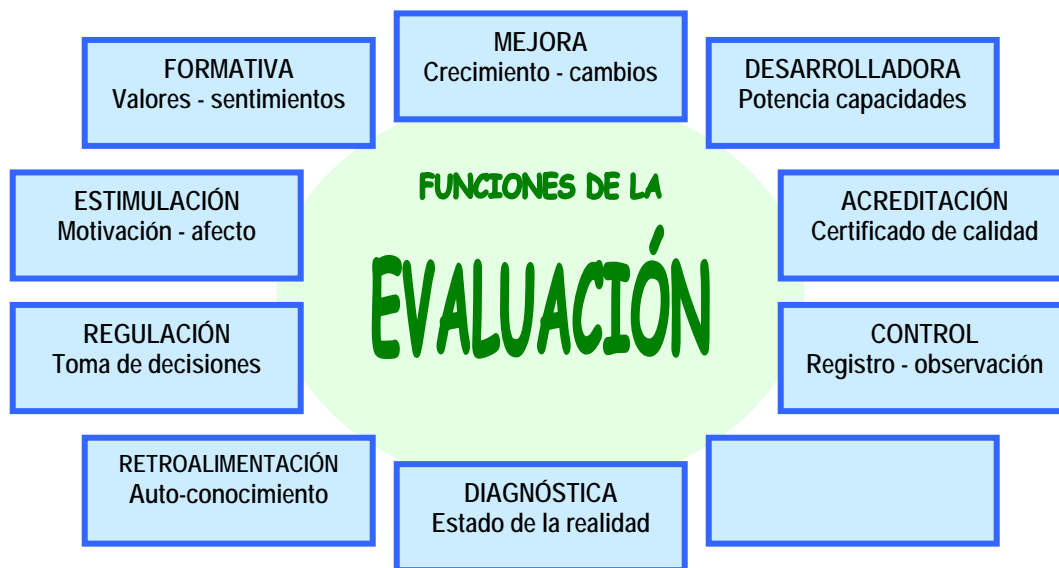 MEJORA
Crecimiento - cambios
FORMATIVA
Valores - sentimientos
DESARROLLADORA
Potencia capacidades
FUNCIONES DE LA
EVALUACIÓN
ESTIMULACIÓN
Motivación - afecto
ACREDITACIÓN
Certificado de calidad
REGULACIÓN
Toma de decisiones
CONTROL
Registro - observación
RETROALIMENTACIÓN
Auto-conocimiento
DIAGNÓSTICA
Estado de la realidad